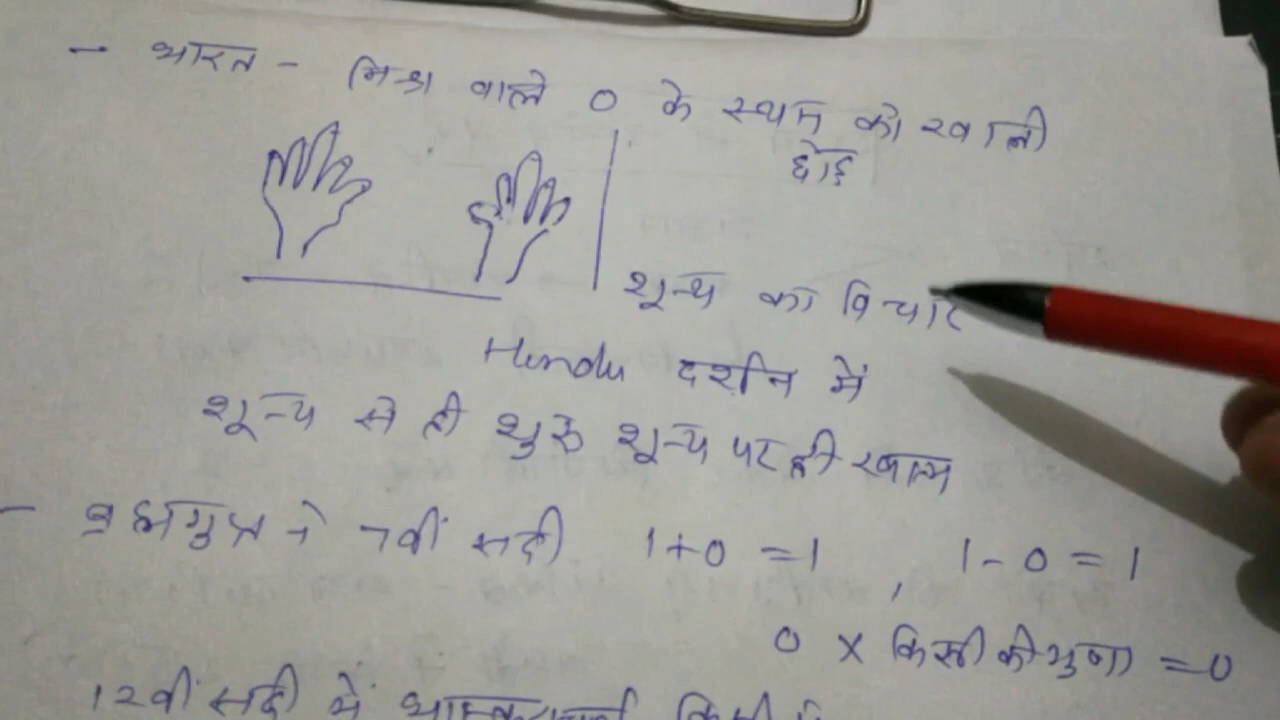 - भारत - मिश्र वाले 0 के स्थान को खाली
छोड़
शून्य का विचार
Hindu दर्शन में
शून्य से ही शुरू शून्य पर ही खत्म
- ब्रह्मगुप्त ने 7वीं सदी 1+0 =1 , 1-0=1
0 × किसी की गुणा =0
12वीं सदी में